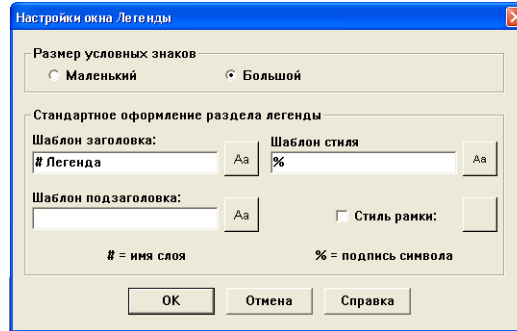 Настройки окна Легенды
Размер условных знаков
Маленький Большой
Стандартное оформление раздела легенды
Шаблон заголовка: Шаблон стиля
# Легенда Aa % Aa
Шаблон подзаголовка:
Aa Стиль рамки:
# = имя слоя % = подпись символа
OK Отмена Справка